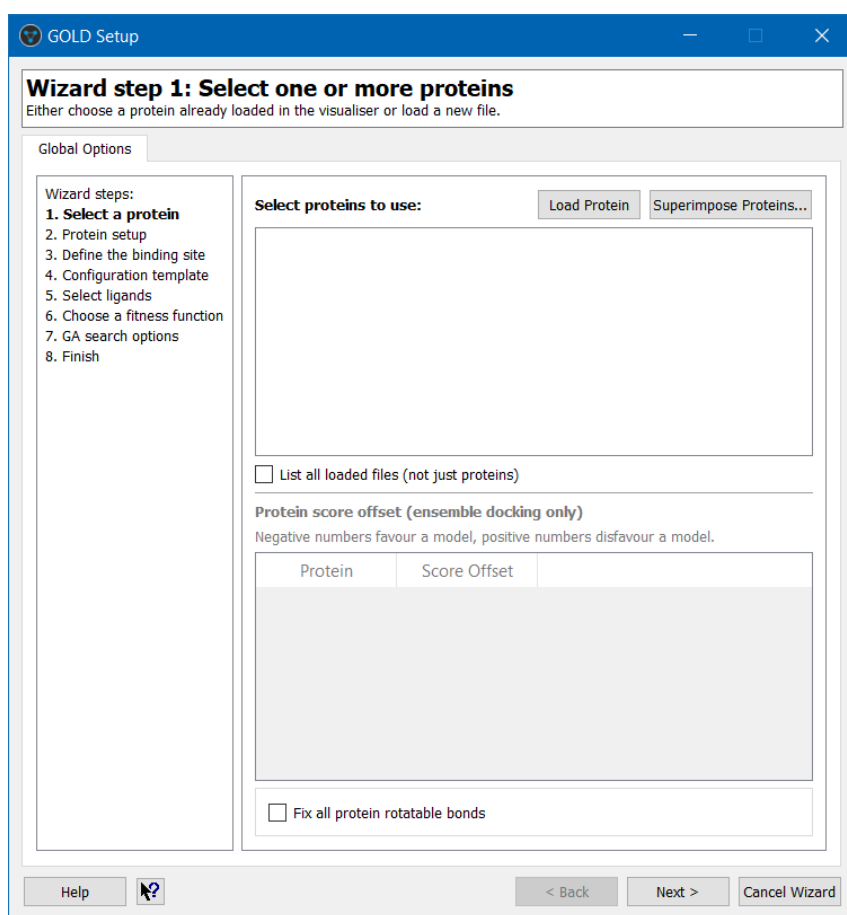 GOLD Setup
Wizard step 1: Select one or more proteins
Either choose a protein already loaded in the visualiser or load a new file.
Global Options
Wizard steps:
1. Select a protein
2. Protein setup
3. Define the binding site
4. Configuration template
5. Select ligands
6. Choose a fitness function
7. GA search options
8. Finish
Select proteins to use:
Load Protein
Superimpose Proteins...
List all loaded files (not just proteins)
Protein score offset (ensemble docking only)
Negative numbers favour a model, positive numbers disfavour a model.
Protein
Score Offset
Fix all protein rotatable bonds
Help
?
< Back
Next >
Cancel Wizard